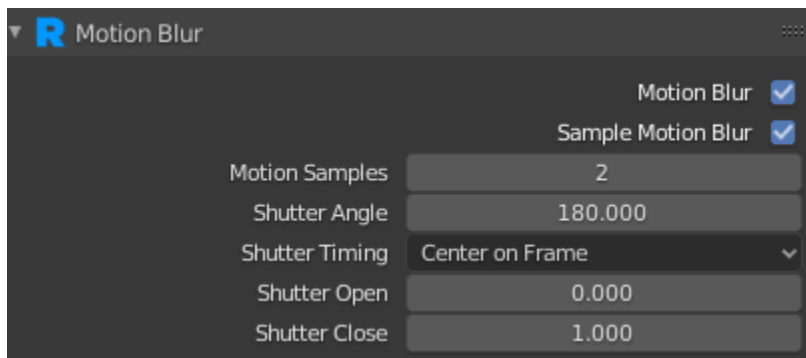 R Motion Blur
Motion Blur
Sample Motion Blur
Motion Samples 2
Shutter Angle 180.000
Shutter Timing Center on Frame
Shutter Open 0.000
Shutter Close 1.000